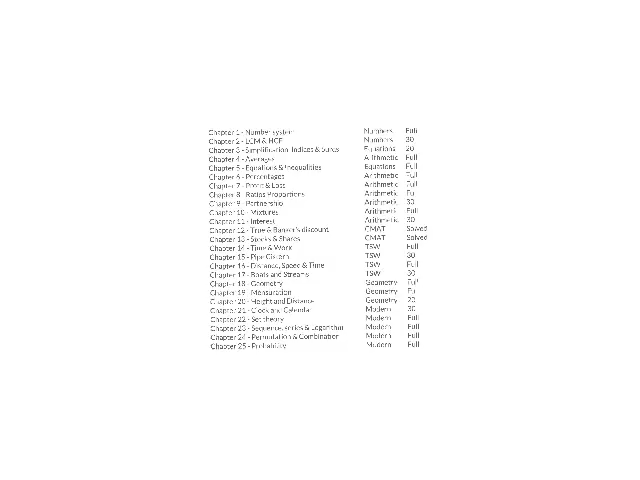 Chapter 1 - Number system Numbers Full
Chapter 2 - LCM & HCF Numbers 30
Chapter 3 - Simplification, Indices & Surds Equations 20
Chapter 4 - Averages Arithmetic Full
Chapter 5 - Equations & Inequalities Equations Full
Chapter 6 - Percentages Arithmetic Full
Chapter 7 - Profit & Loss Arithmetic Full
Chapter 8 - Ratios Proportions Arithmetic Full
Chapter 9 - Partnership Arithmetic 30
Chapter 10 - Mixtures Arithmetic Full
Chapter 11 - Interest Arithmetic 30
Chapter 12 - True & Banker's discount CMAT Solved
Chapter 13 - Stocks & Shares CMAT Solved
Chapter 14 - Time & Work TSW Full
Chapter 15 - Pipe Cistern TSW 30
Chapter 16 - Distance, Speed & Time TSW Full
Chapter 17 - Boats and Streams TSW 30
Chapter 18 - Geometry Geometry Full
Chapter 19 - Mensuration Geometry Full
Chapter 20 - Height and Distance Geometry 20
Chapter 21 - Clock and Calendar Modern 30
Chapter 22 - Set theory Modern Full
Chapter 23 - Sequence, series & Logarithm Modern Full
Chapter 24 - Permutation & Combination Modern Full
Chapter 25 - Probability Modern Full